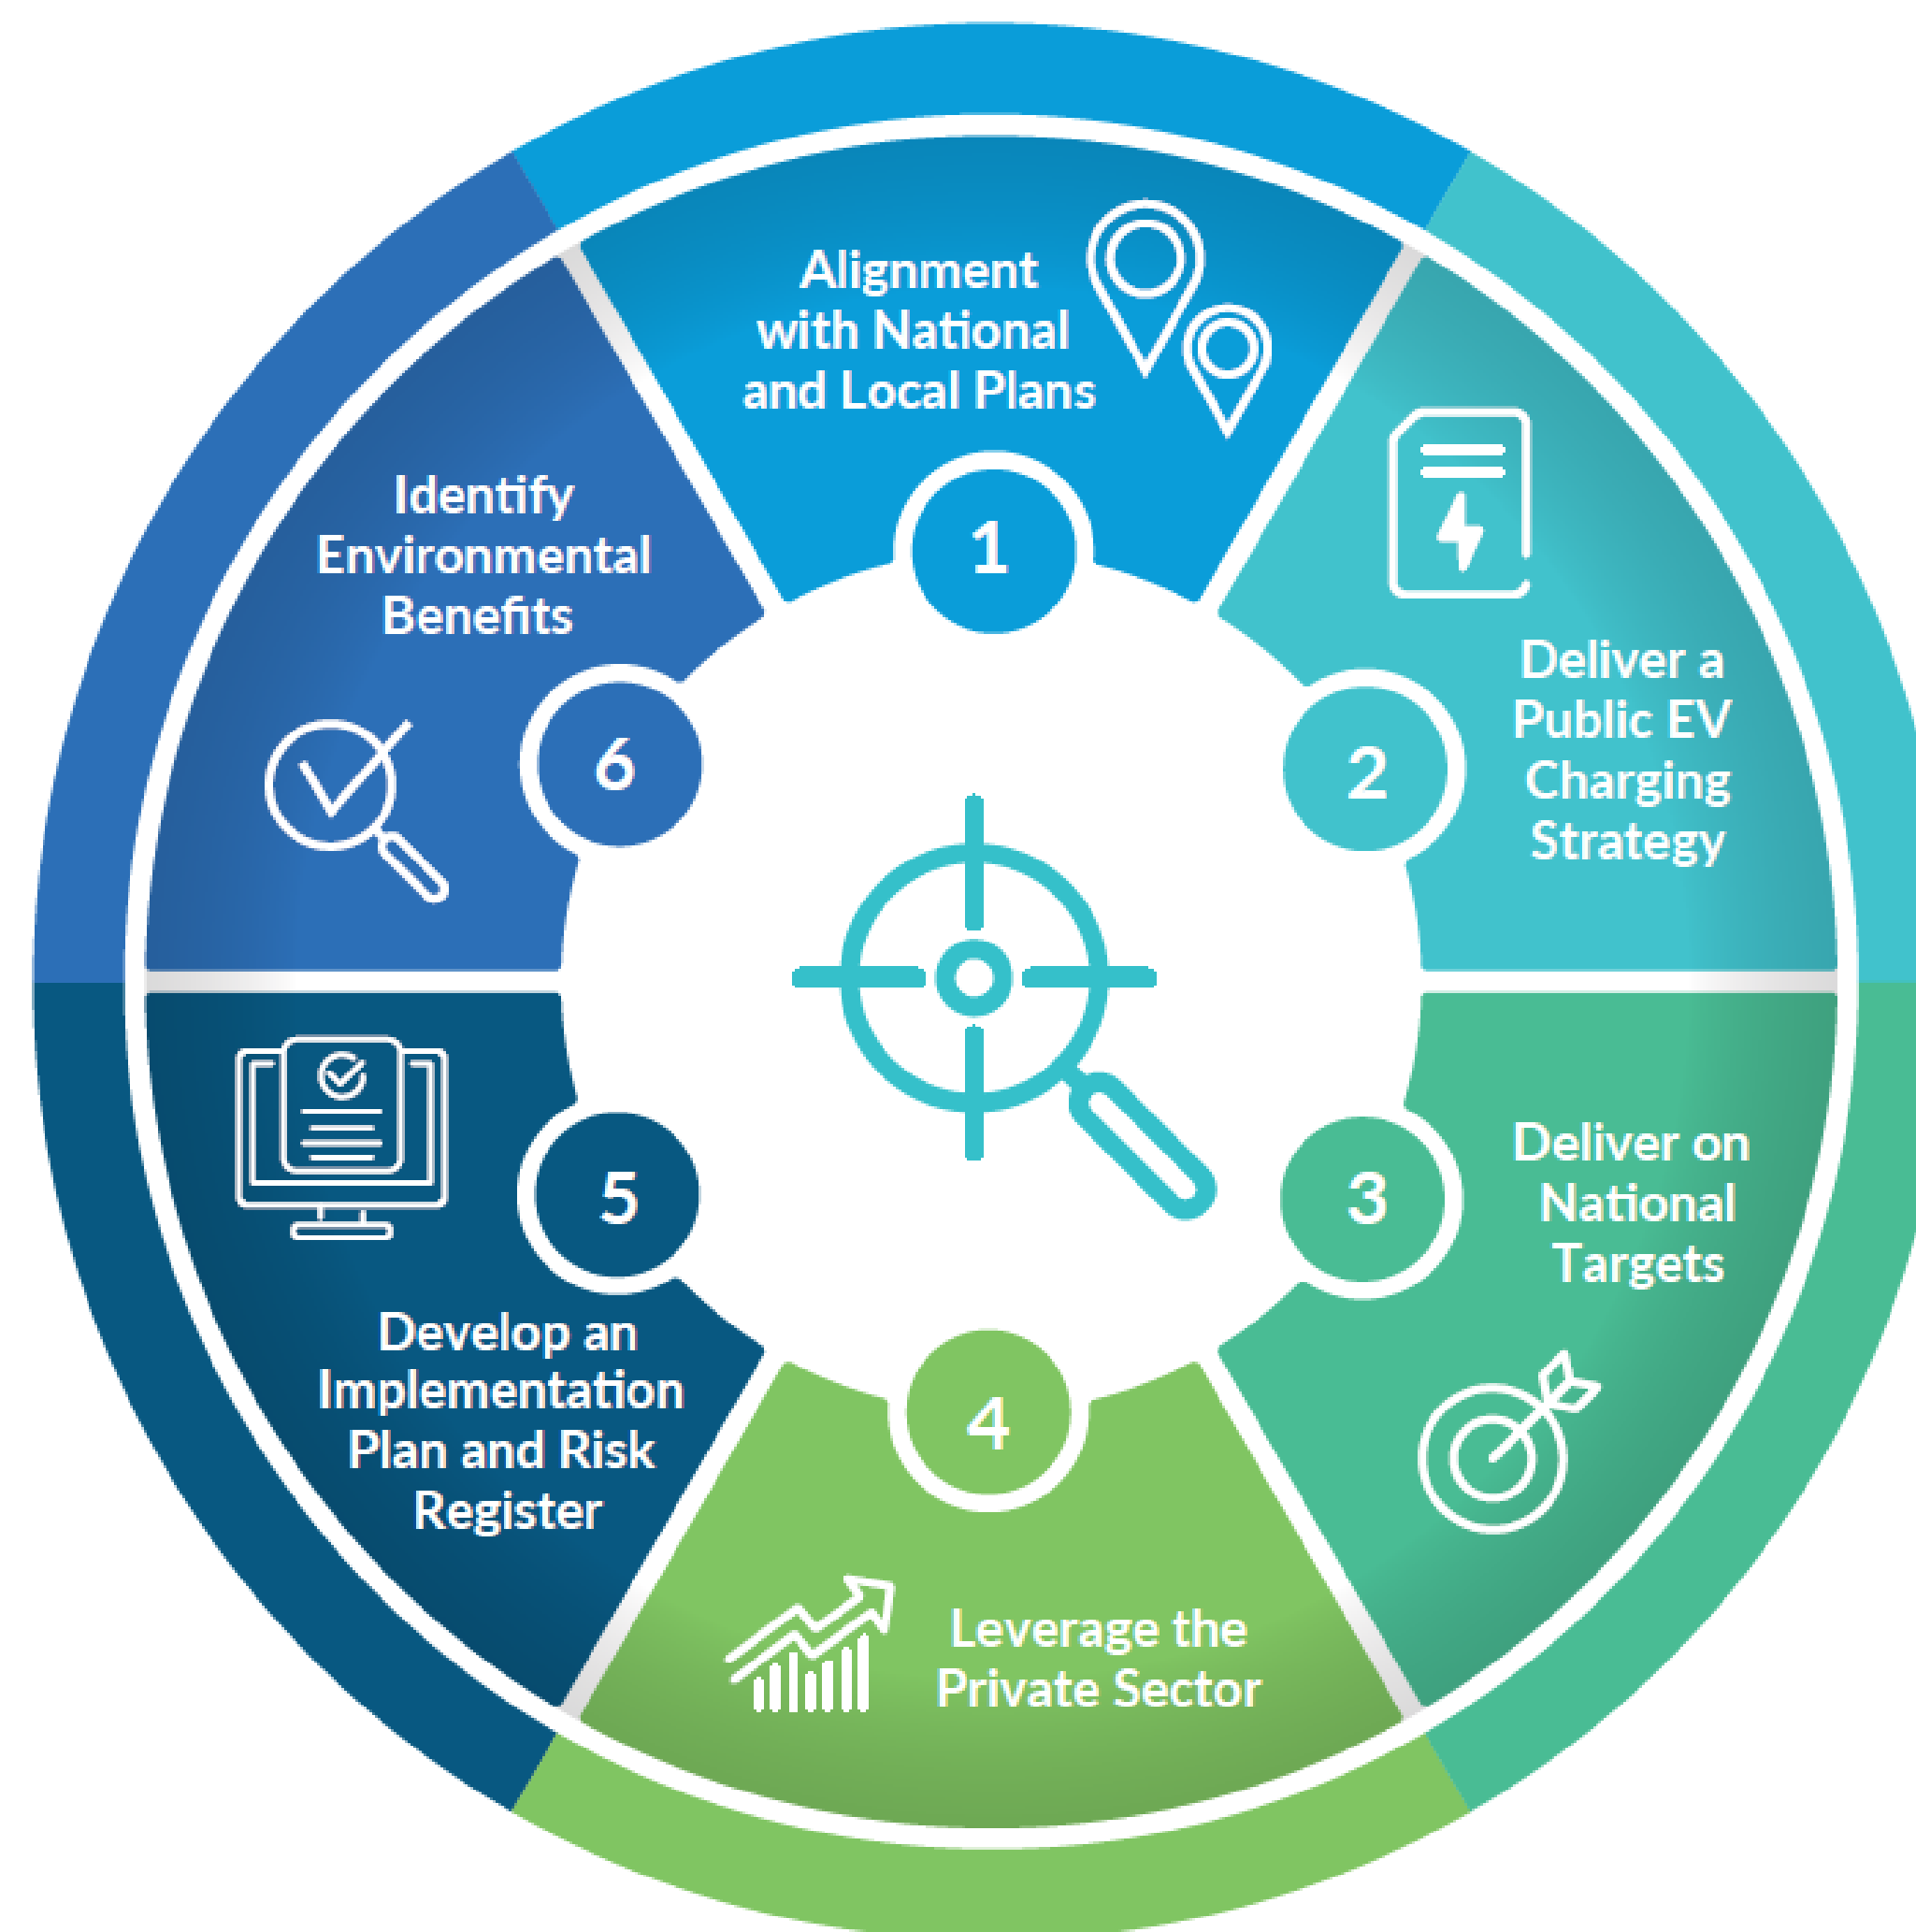 1
Alignment
with National
and Local Plans
2
Deliver a
Public EV
Charging
Strategy
3
Deliver on
National
Targets
4
Leverage the
Private Sector
5
Develop an
Implementation
Plan and Risk
Register
6
Identify
Environmental
Benefits